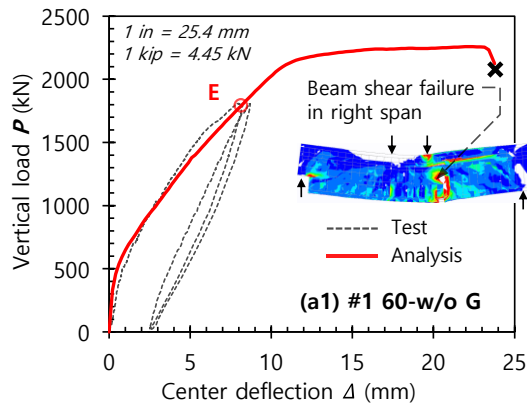 2500
2000
1500
1000
500
0
Vertical load P (kN)
1 in = 25.4 mm
1 kip = 4.45 kN
E
Beam shear failure
in right span
Test
Analysis
(a1) #1 60-w/o G
0 5 10 15 20 25
Center deflection Δ (mm)